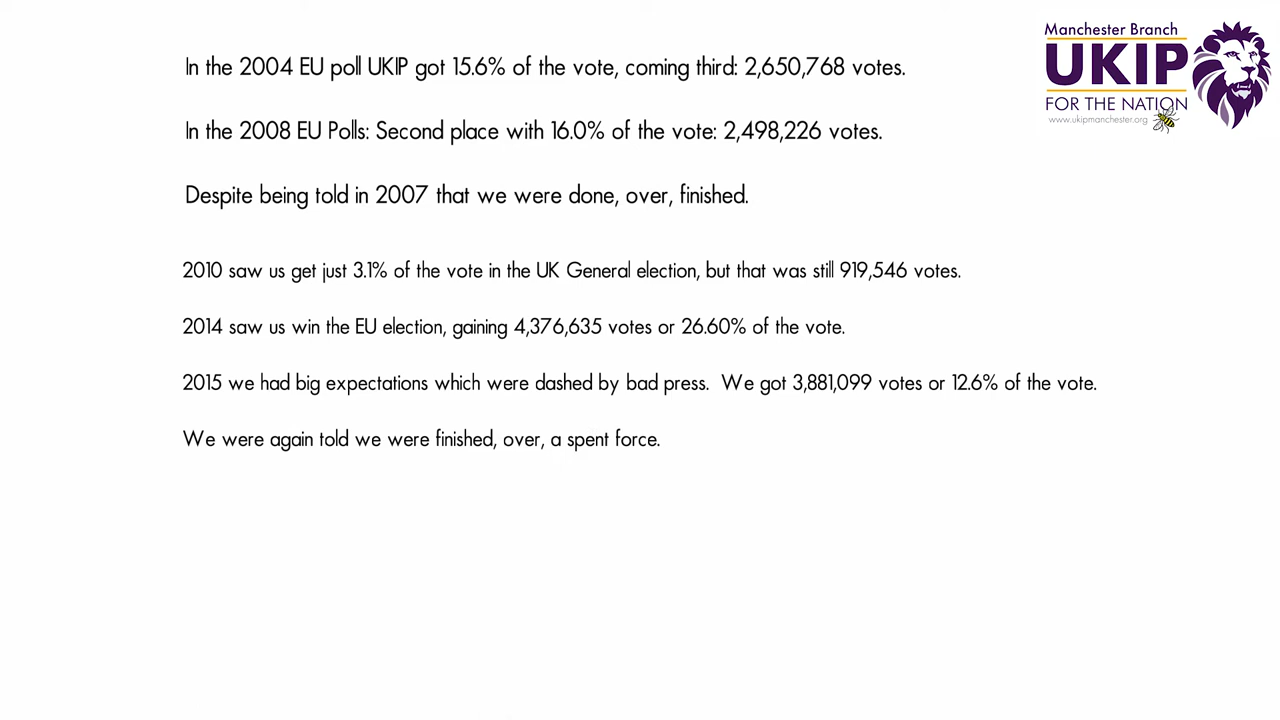 Manchester Branch
UKIP
FOR THE NATION
www.ukipmanchester.org
In the 2004 EU poll UKIP got 15.6% of the vote, coming third: 2,650,768 votes.
In the 2008 EU Polls: Second place with 16.0% of the vote: 2,498,226 votes.
Despite being told in 2007 that we were done, over, finished.
2010 saw us get just 3.1% of the vote in the UK General election, but that was still 919,546 votes.
2014 saw us win the EU election, gaining 4,376,635 votes or 26.60% of the vote.
2015 we had big expectations which were dashed by bad press. We got 3,881,099 votes or 12.6% of the vote.
We were again told we were finished, over, a spent force.